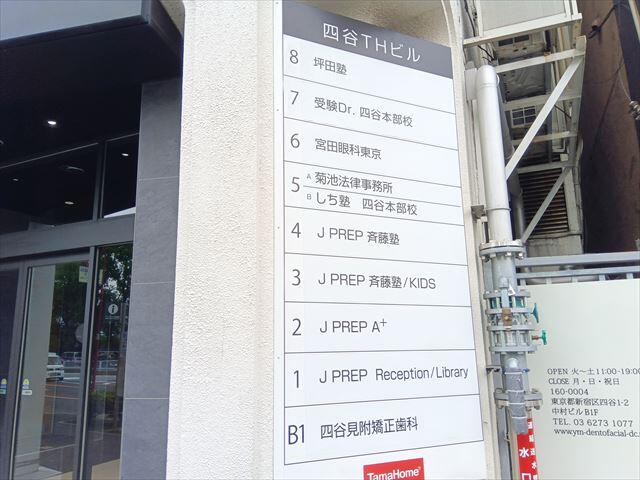 四谷THビル
8 坪田塾
7 受験Dr. 四谷本部校
6 宮田眼科東京
5 A 菊池法律事務所
B しち塾 四谷本部校
4 J PREP 斉藤塾
3 J PREP 斉藤塾/KIDS
2 J PREP A+
1 J PREP Reception/Library
B1 四谷見附矯正歯科
TamaHome
OPEN 火〜土 11:00-19:00
CLOSE 月・日・祝日
160-0004
東京都新宿区四谷1-2
中村ビル B1F
TEL. 03 6273 1077
www.ym-dentofacial-dc.